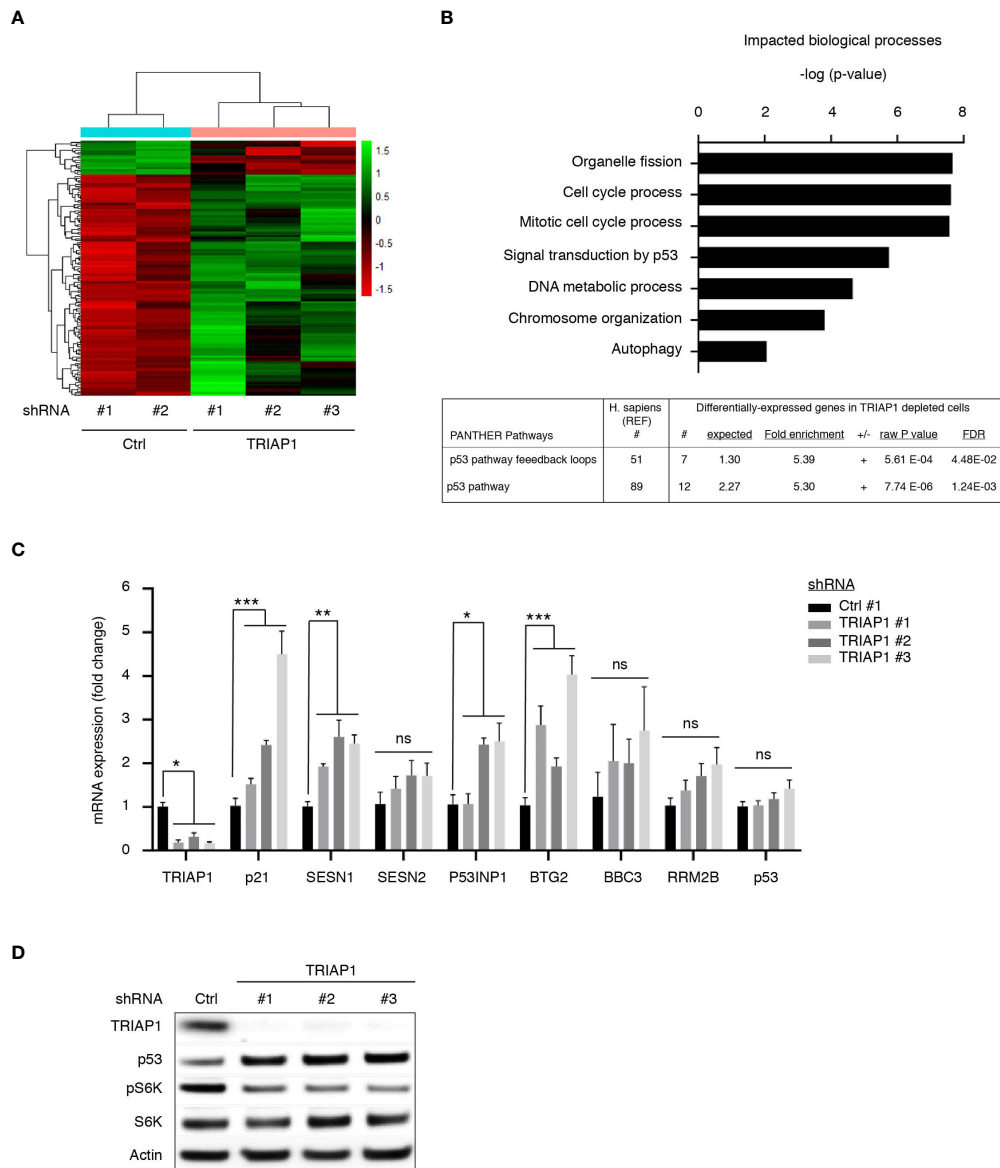 A
1.5
1
0.5
0
-0.5
-1
-1.5
shRNA #1 #2 #1 #2 #3
Ctrl TRIAP1
B
Impacted biological processes
-log (p-value)
0 2 4 6 8
Organelle fission
Cell cycle process
Mitotic cell cycle process
Signal transduction by p53
DNA metabolic process
Chromosome organization
Autophagy
H. sapiens (REF) # Differentially-expressed genes in TRIAP1 depleted cells
PANTHER Pathways # expected Fold enrichment +/- raw P value FDR
p53 pathway feeedback loops 51 7 1.30 5.39 + 5.61 E-04 4.48E-02
p53 pathway 89 12 2.27 5.30 + 7.74 E-06 1.24E-03
C
mRNA expression (fold change)
6
5
4
3
2
1
0
* *** ** ns * *** ns ns ns
TRIAP1 p21 SESN1 SESN2 P53INP1 BTG2 BBC3 RRM2B p53
shRNA
Ctrl #1
TRIAP1 #1
TRIAP1 #2
TRIAP1 #3
D
TRIAP1
shRNA Ctrl #1 #2 #3
TRIAP1
p53
pS6K
S6K
Actin